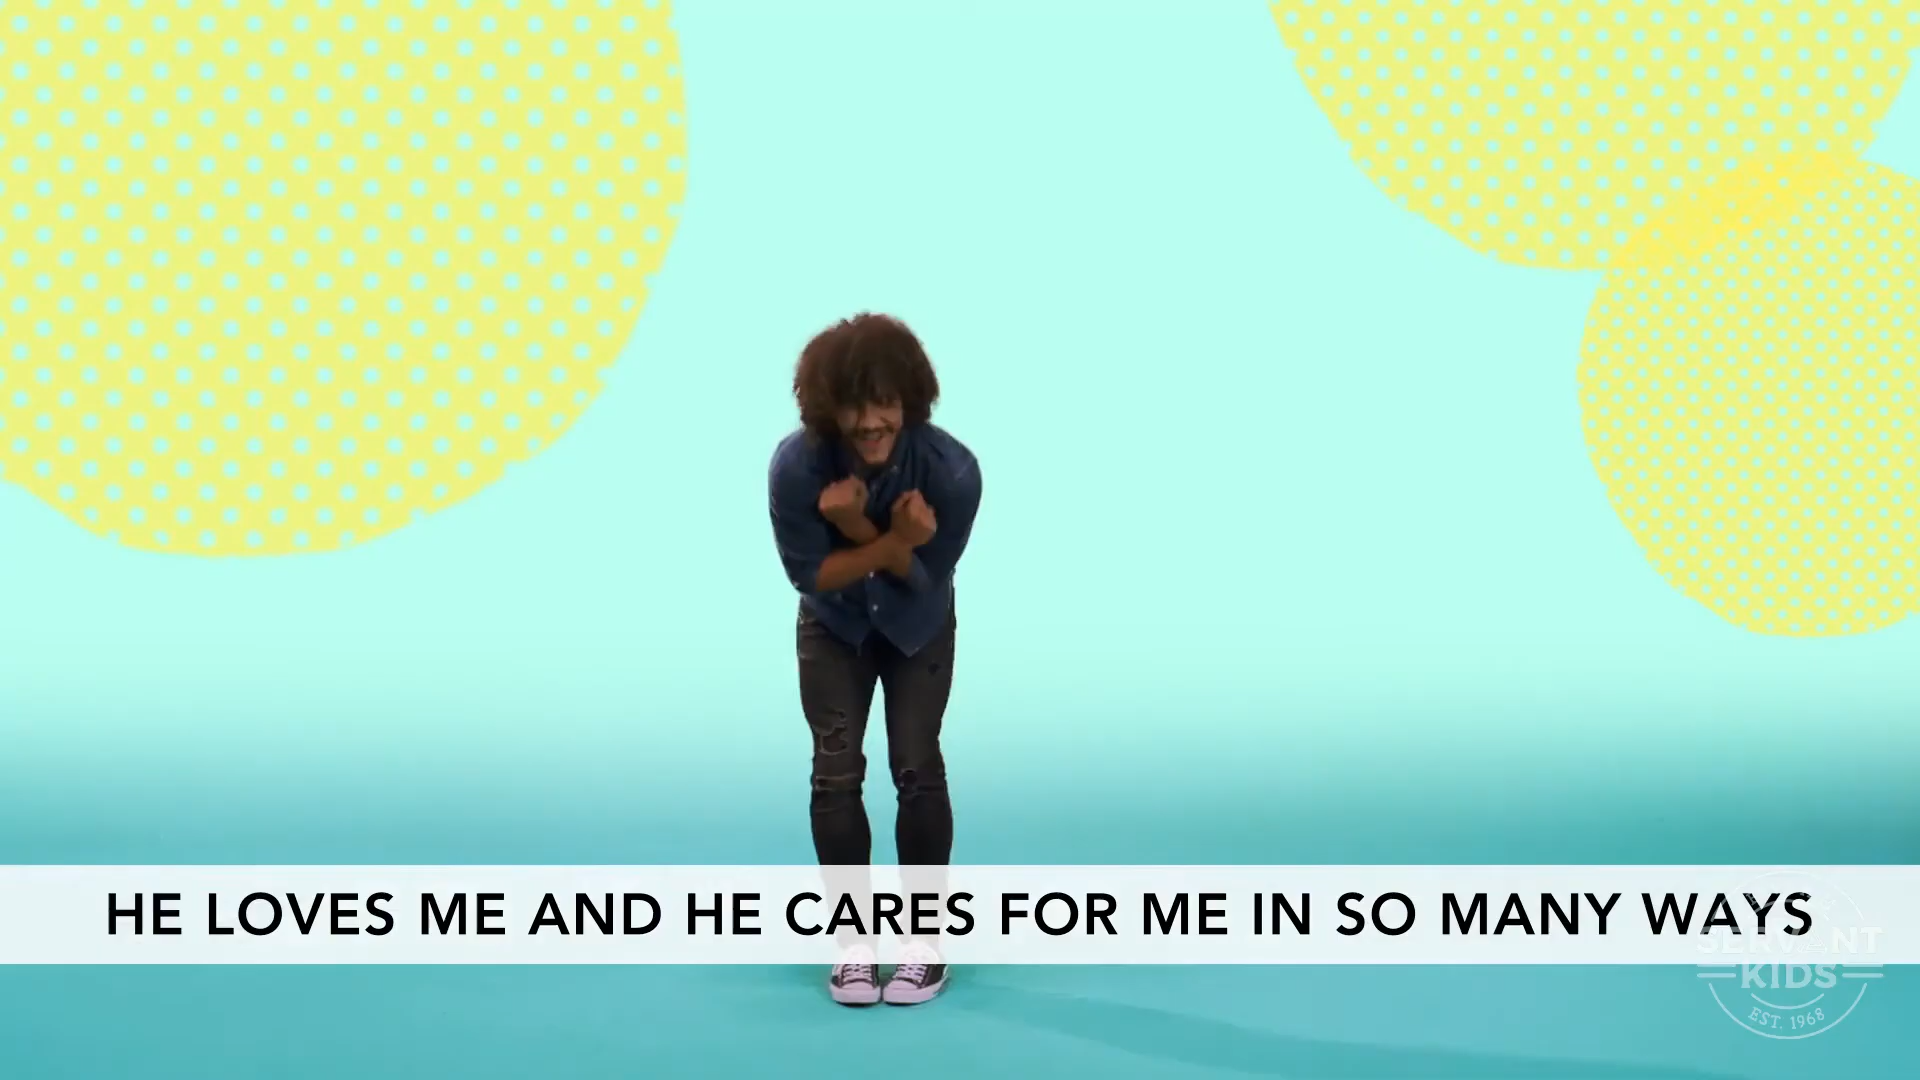 HE LOVES ME AND HE CARES FOR ME IN SO MANY WAYS
SERVANT
KIDS
EST. 1968